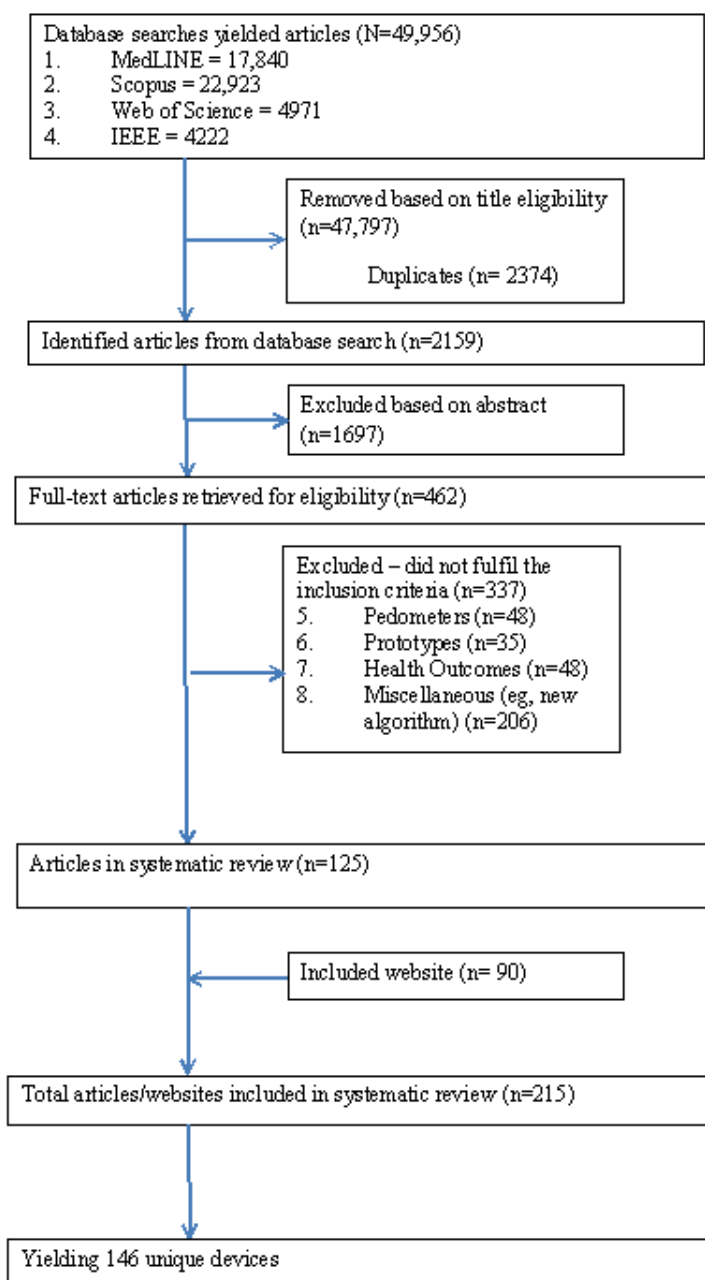 Database searches yielded articles (N=49,956)
1. MedLINE = 17,840
2. Scopus = 22,923
3. Web of Science = 4971
4. IEEE = 4222
Removed based on title eligibility
(n=47,797)
Duplicates (n= 2374)
Identified articles from database search (n=2159)
Excluded based on abstract
(n=1697)
Full-text articles retrieved for eligibility (n=462)
Excluded – did not fulfil the
inclusion criteria (n=337)
5. Pedometers (n=48)
6. Prototypes (n=35)
7. Health Outcomes (n=48)
8. Miscellaneous (eg, new
algorithm) (n=206)
Articles in systematic review (n=125)
Included website (n= 90)
Total articles/websites included in systematic review (n=215)
Yielding 146 unique devices